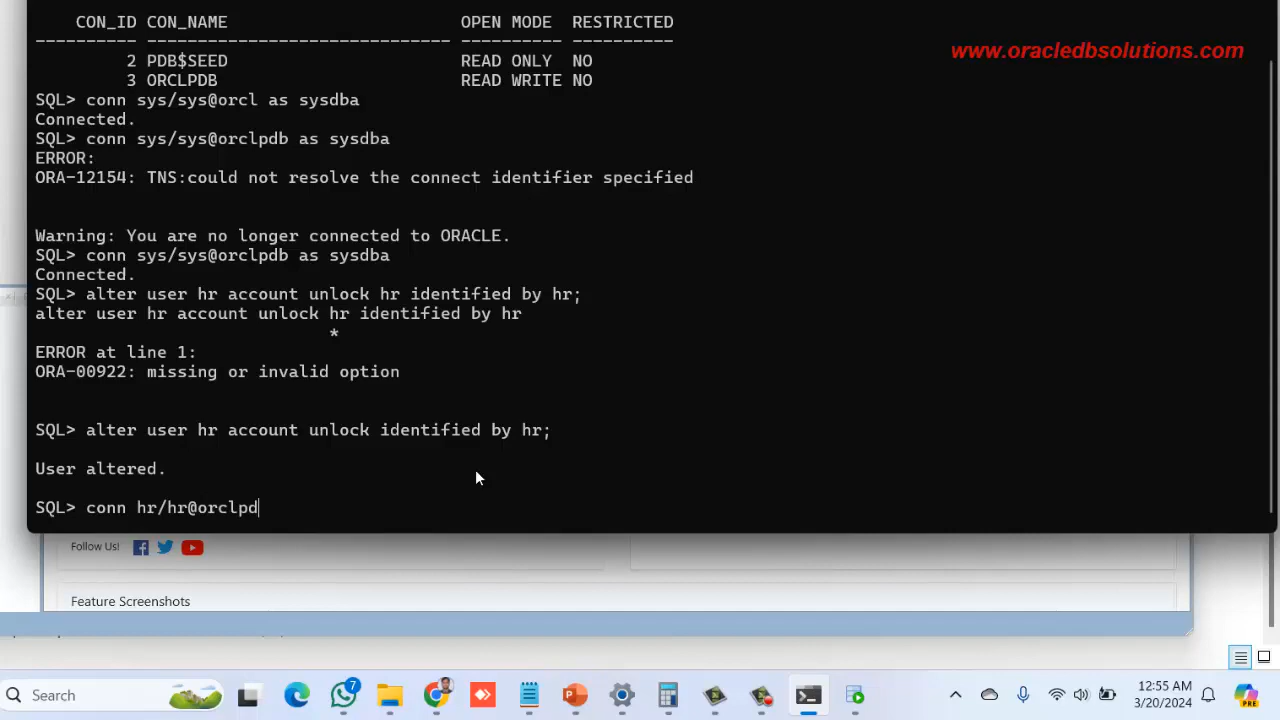 CON_ID CON_NAME OPEN MODE RESTRICTED
---------- ------------------------------ ---------- ----------
2 PDB$SEED READ ONLY NO
3 ORCLPDB READ WRITE NO
www.oracledbsolutions.com
SQL> conn sys/sys@orcl as sysdba
Connected.
SQL> conn sys/sys@orclpdb as sysdba
ERROR:
ORA-12154: TNS:could not resolve the connect identifier specified
Warning: You are no longer connected to ORACLE.
SQL> conn sys/sys@orclpdb as sysdba
Connected.
SQL> alter user hr account unlock hr identified by hr;
alter user hr account unlock hr identified by hr
*
ERROR at line 1:
ORA-00922: missing or invalid option
SQL> alter user hr account unlock identified by hr;
User altered.
SQL> conn hr/hr@orclpd
Follow Us!
Feature Screenshots
Search
7
12:55 AM
3/20/2024
PRE